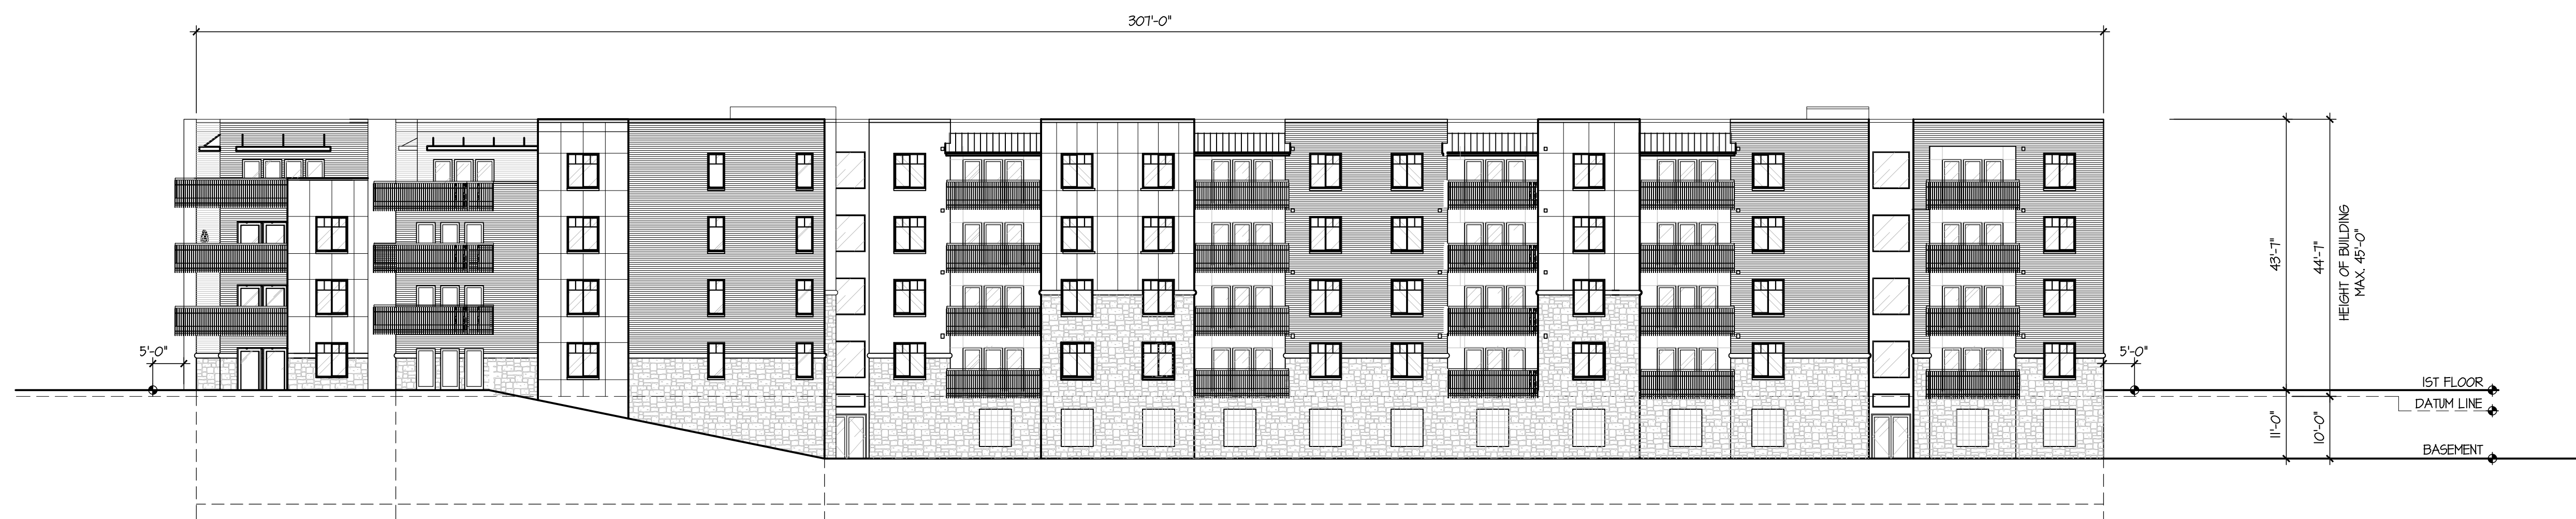 307'-0"
5'-0"
5'-0"
43'-7"
44'-7"
HEIGHT OF BUILDING
MAX. 45'-0"
1ST FLOOR
DATUM LINE
11'-0"
10'-0"
BASEMENT